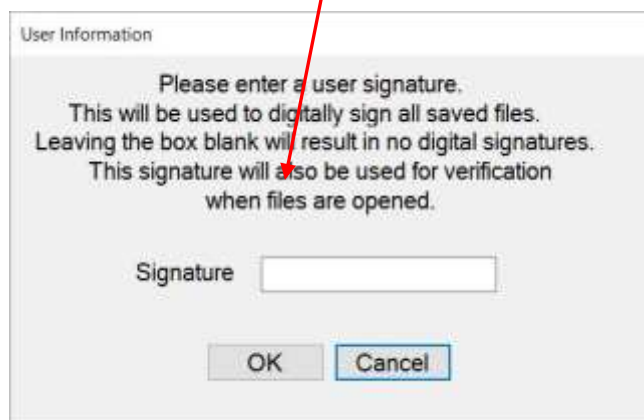 User Information
Please enter a user signature.
This will be used to digitally sign all saved files.
Leaving the box blank will result in no digital signatures.
This signature will also be used for verification
when files are opened.
Signature
OK Cancel